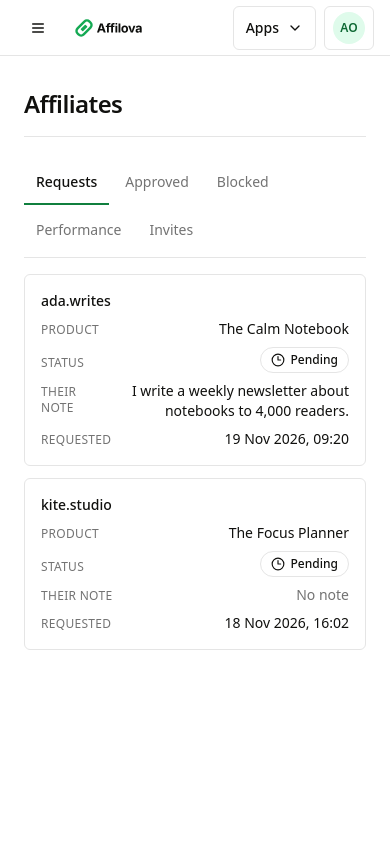 Affilova
Apps
AO
Affiliates
Requests
Approved
Blocked
Performance
Invites
ada.writes
PRODUCT
The Calm Notebook
STATUS
Pending
THEIR NOTE
I write a weekly newsletter about
notebooks to 4,000 readers.
REQUESTED
19 Nov 2026, 09:20
kite.studio
PRODUCT
The Focus Planner
STATUS
Pending
THEIR NOTE
No note
REQUESTED
18 Nov 2026, 16:02